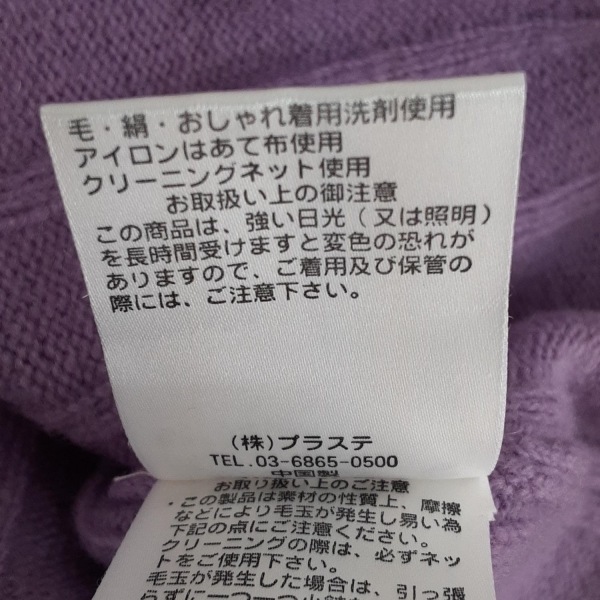 毛・絹・おしゃれ着用洗剤使用
アイロンはあて布使用
クリーニングネット使用
お取扱い上の御注意
この商品は、強い日光(又は照明)
を長時間受けますと変色の恐れが
ありますので、ご着用及び保管の
際には、ご注意下さい。
(株)プラステ
TEL.03-6865-0500
中国製
お取り扱い上のご注意
・この製品は素材の性質上、摩擦
などにより毛玉が発生し易い為
下記の点にご注意ください。
クリーニングの際は、必ずネッ
トをご使用下さい。
毛玉が発生した場合は、引っ張
らずに一つ一つ